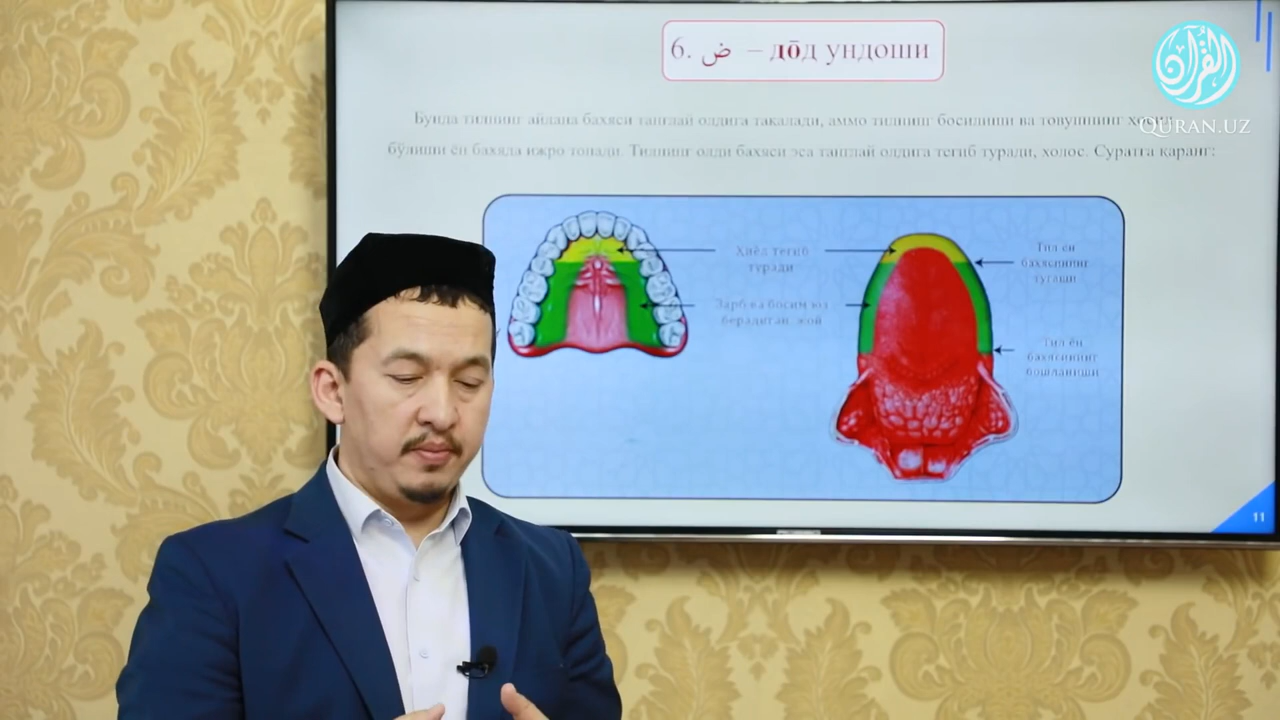 6. ض – дōд ундоши
القرآن
QURAN.UZ
Бунда тилнинг айлана бахяси танглай олдига такалади, аммо тилнинг босилиши ва товушнинг
бўлиши ён бахяда ижро топади. Тилнинг олди бахяси эса танглай олдига тегиб туради, холос. Суратга қаранг:
Хиёл тегиб
туради
Зарб ва босим юз
берадиган жой
Тил ён
бахясининг
тугаши
Тил ён
бахясининг
бошланиши
11